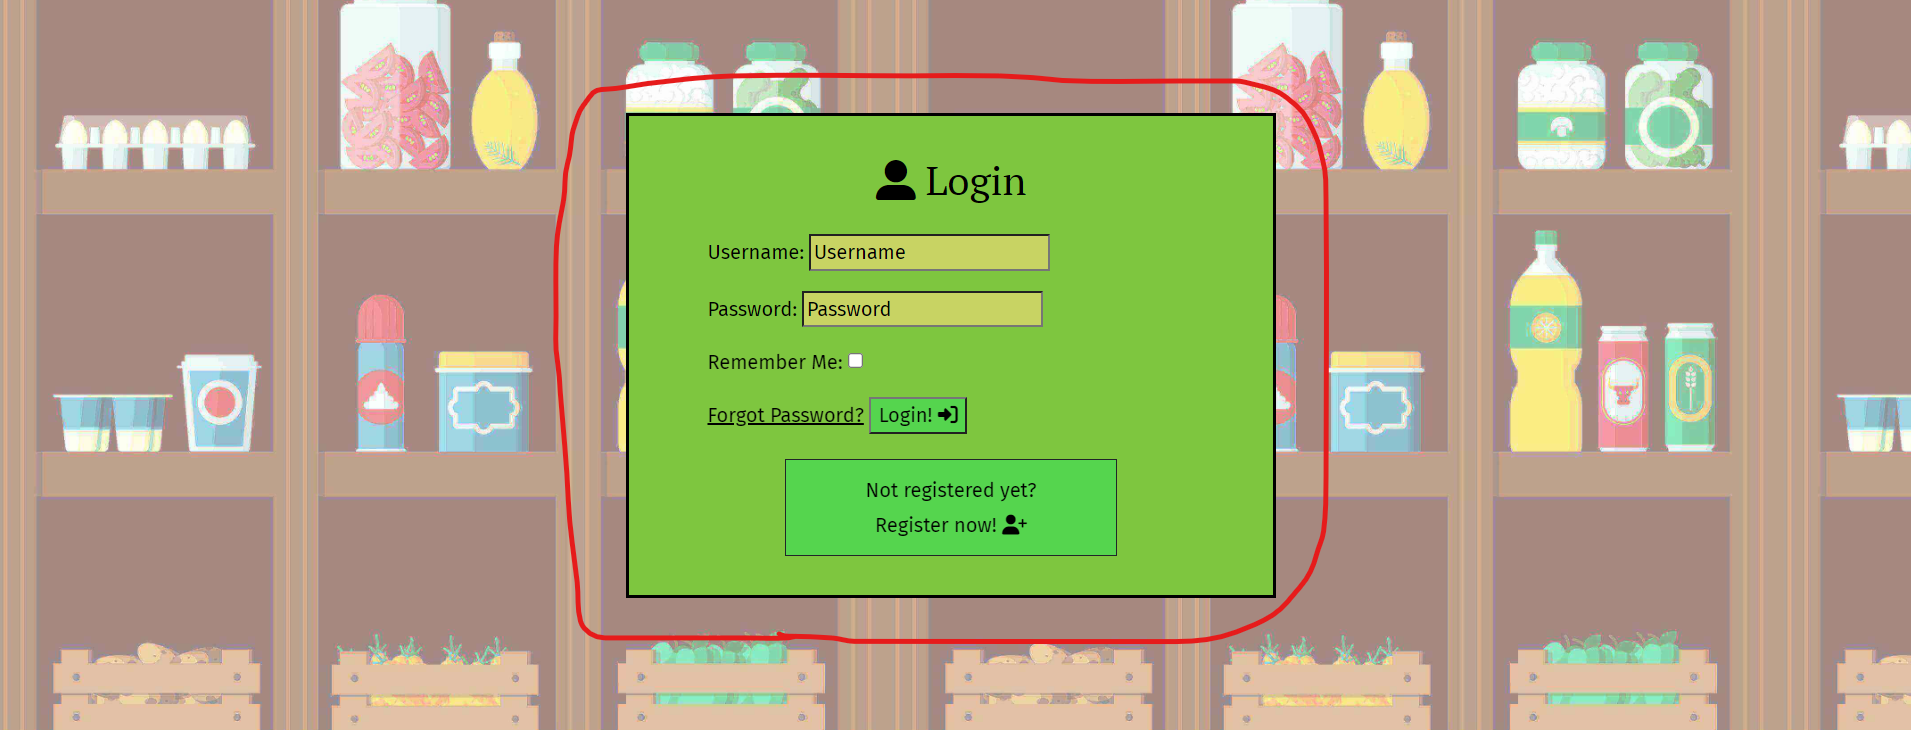 Login
Username: Username
Password: Password
Remember Me:
Forgot Password? Login!
Not registered yet?
Register now!